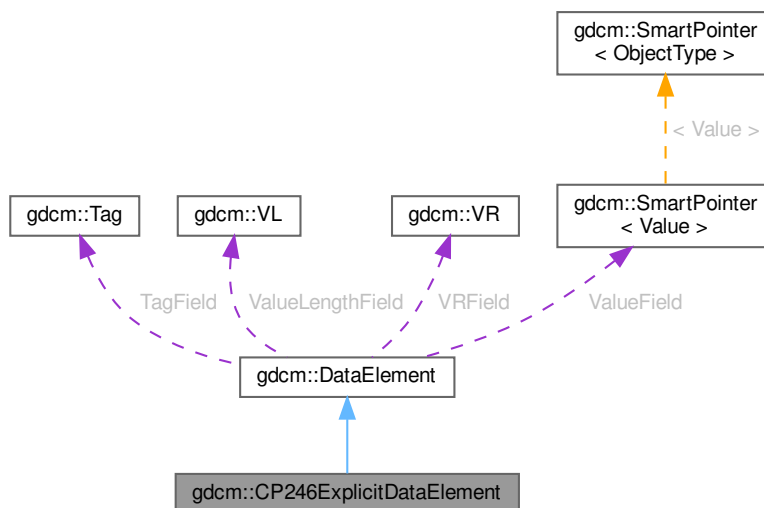 gdcm::SmartPointer
< ObjectType >
< Value >
gdcm::Tag
gdcm::VL
gdcm::VR
gdcm::SmartPointer
< Value >
TagField
ValueLengthField
VRField
ValueField
gdcm::DataElement
gdcm::CP246ExplicitDataElement